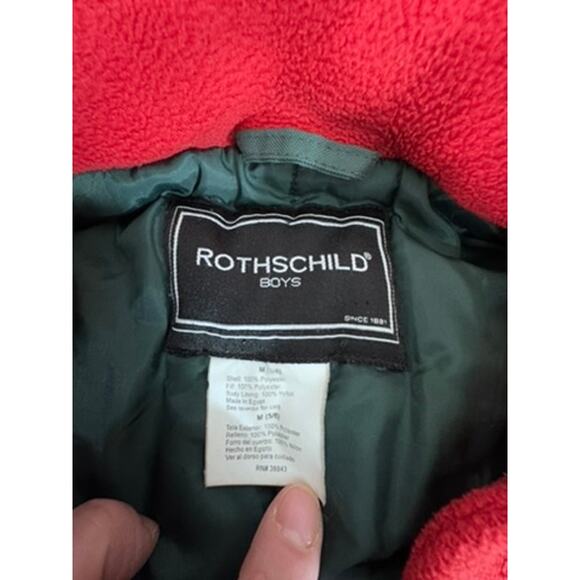 ROTHSCHILD®
BOYS
SINCE 1881
M (5/6)
Shell: 100% Polyester
Fill: 100% Polyester
Body Lining: 100% Nylon
Made in Egypt
See reverse for care
M (5/6)
Tela Exterior: 100% Poliester
Relleno: 100% Poliester
Forro del cuerpo: 100% Nylon
Hecho en Egipto
Ver al dorso para cuidado
RN# 39943